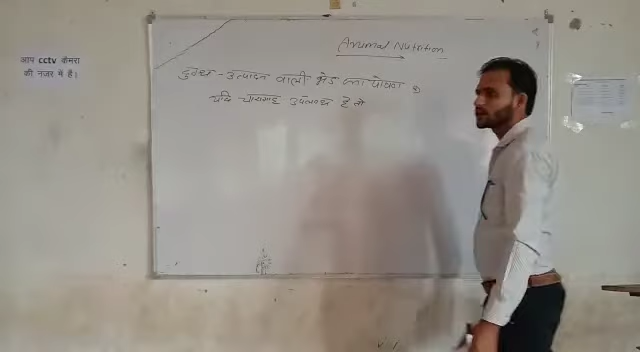 आप cctv कैमरा
की नजर में है।
Animal Nutrition
दुग्ध - उत्पादन वाली भेड़ का पोषण
यदि चारागाह उपलब्ध है तो